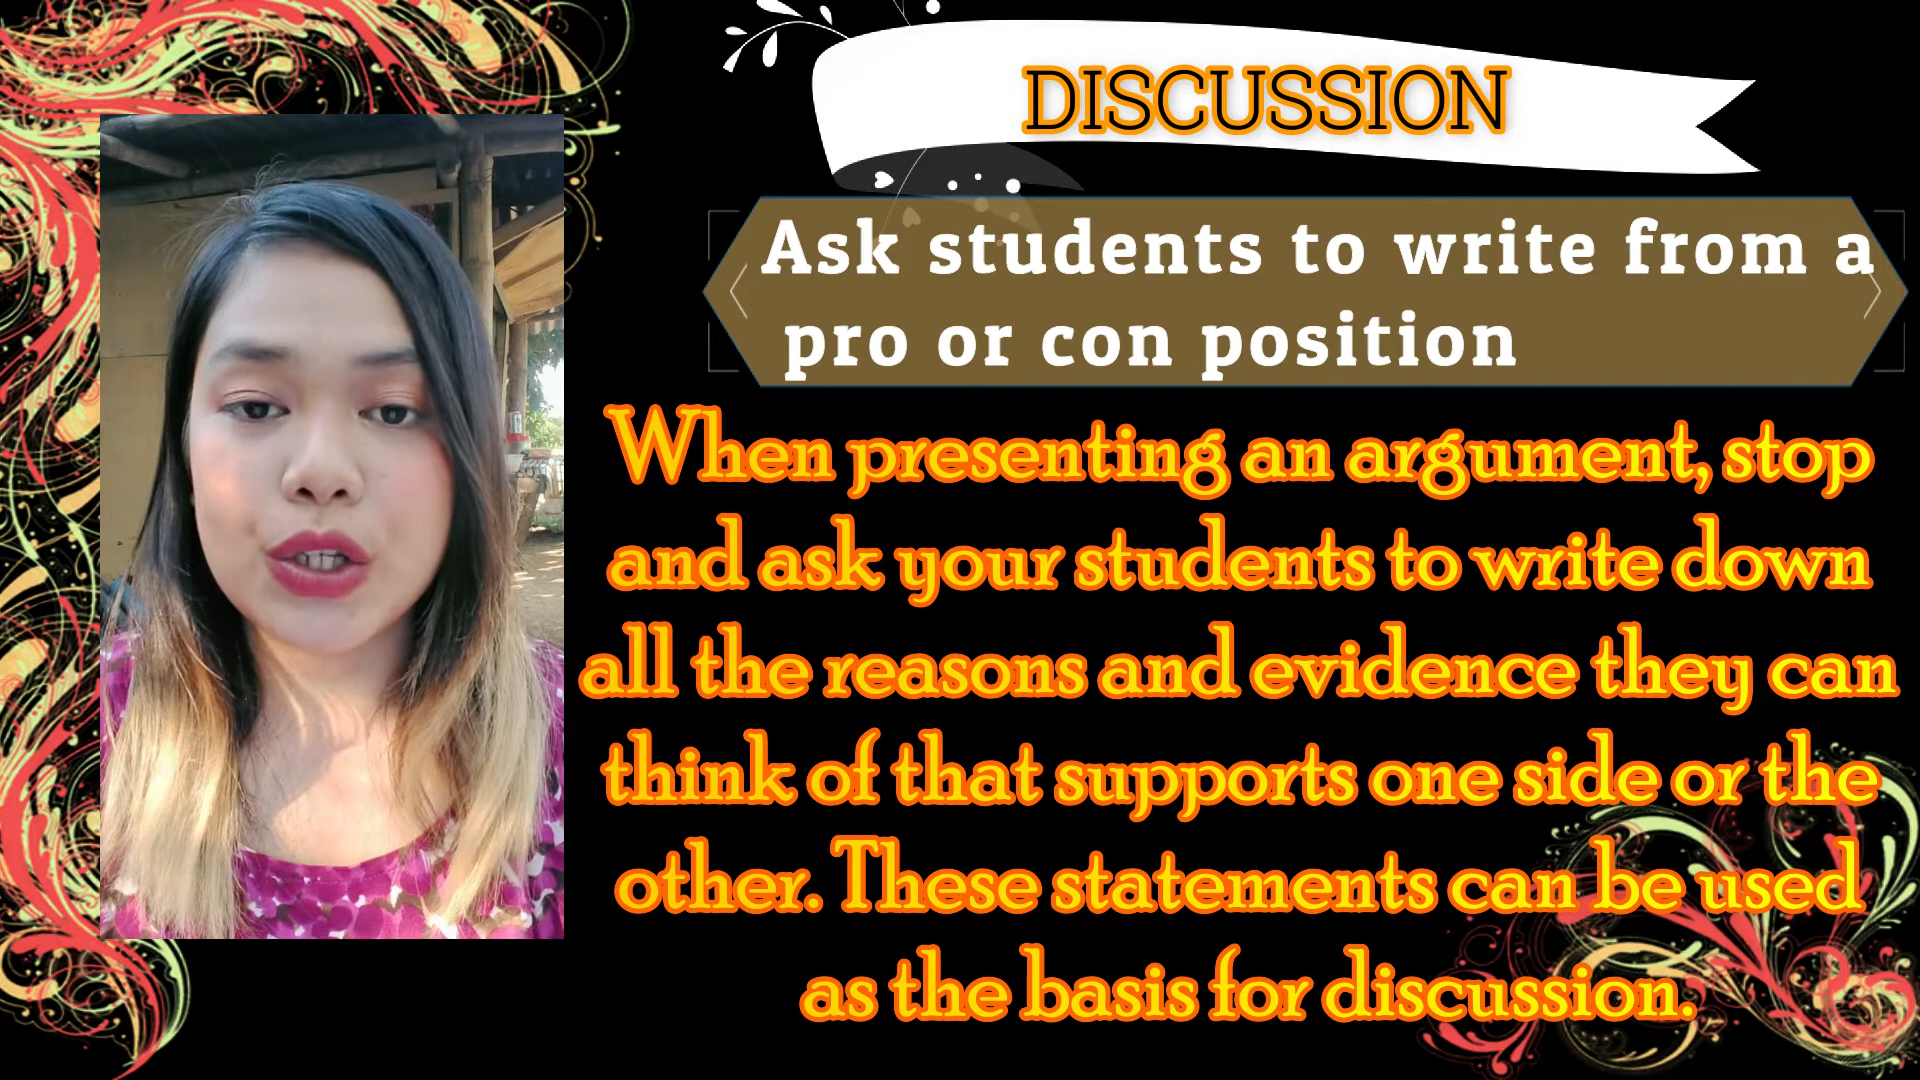 DISCUSSION
Ask students to write from a
pro or con position
When presenting an argument, stop
and ask your students to write down
all the reasons and evidence they can
think of that supports one side or the
other. These statements can be used
as the basis for discussion.